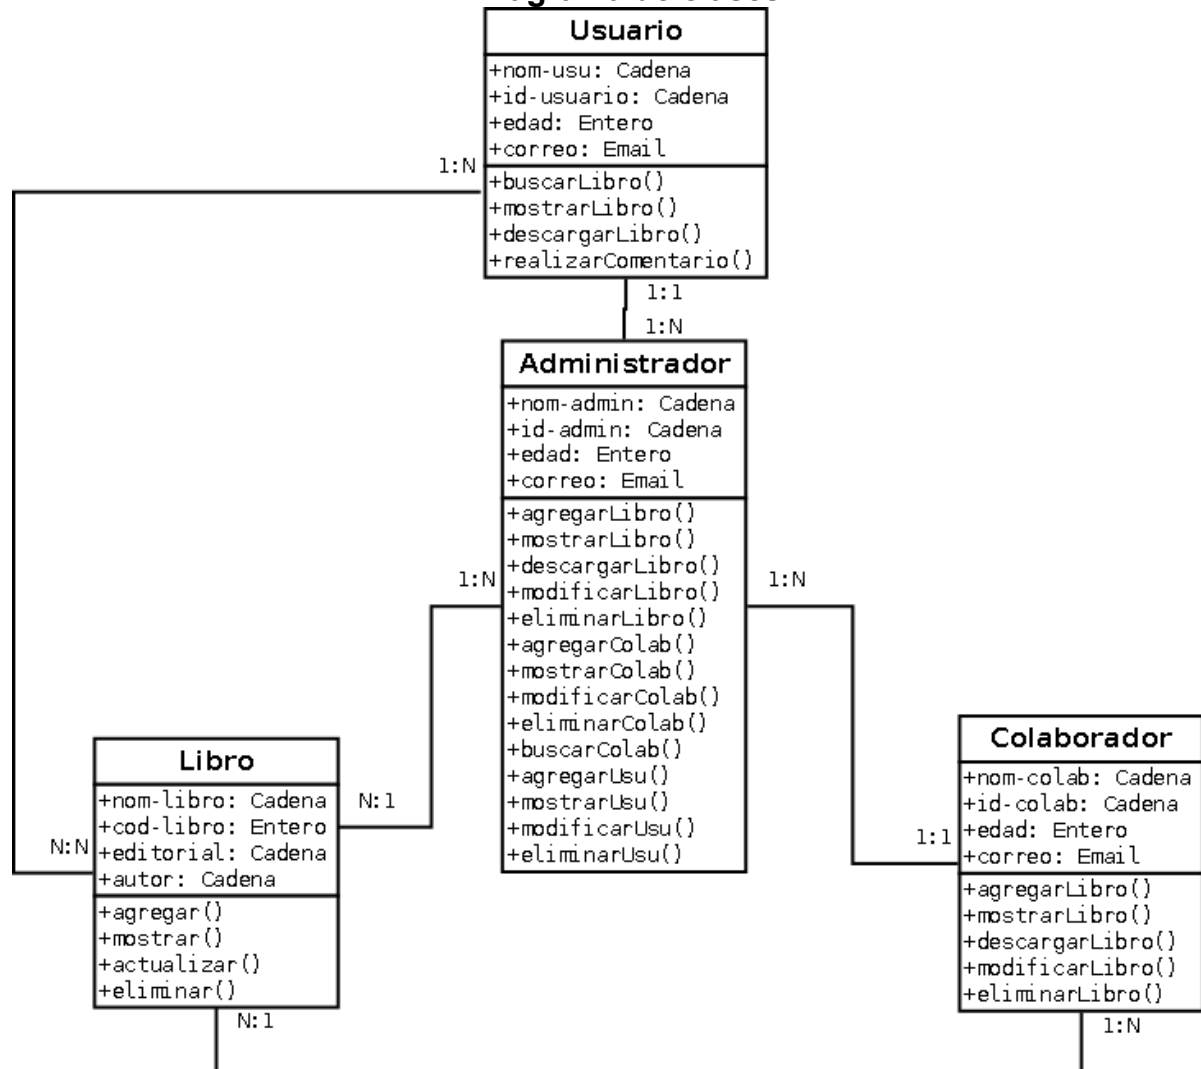 Usuario
+nom-usu: Cadena
+id-usuario: Cadena
+edad: Entero
+correo: Email
1:N
+buscarLibro()
+mostrarLibro()
+descargarLibro()
+realizarComentario()
1:1
1:N
Administrador
+nom-admin: Cadena
+id-admin: Cadena
+edad: Entero
+correo: Email
+agregarLibro()
+mostrarLibro()
+descargarLibro()
+modificarLibro()
+eliminarLibro()
+agregarColab()
+mostrarColab()
+modificarColab()
+eliminarColab()
+buscarColab()
+agregarUsu()
+mostrarUsu()
+modificarUsu()
+eliminarUsu()
1:N
1:N
Libro
+nom-libro: Cadena
+cod-libro: Entero
+editorial: Cadena
+autor: Cadena
N:1
N:N
+agregar()
+mostrar()
+actualizar()
+eliminar()
N:1
Colaborador
+nom-colab: Cadena
+id-colab: Cadena
+edad: Entero
+correo: Email
1:1
+agregarLibro()
+mostrarLibro()
+descargarLibro()
+modificarLibro()
+eliminarLibro()
1:N